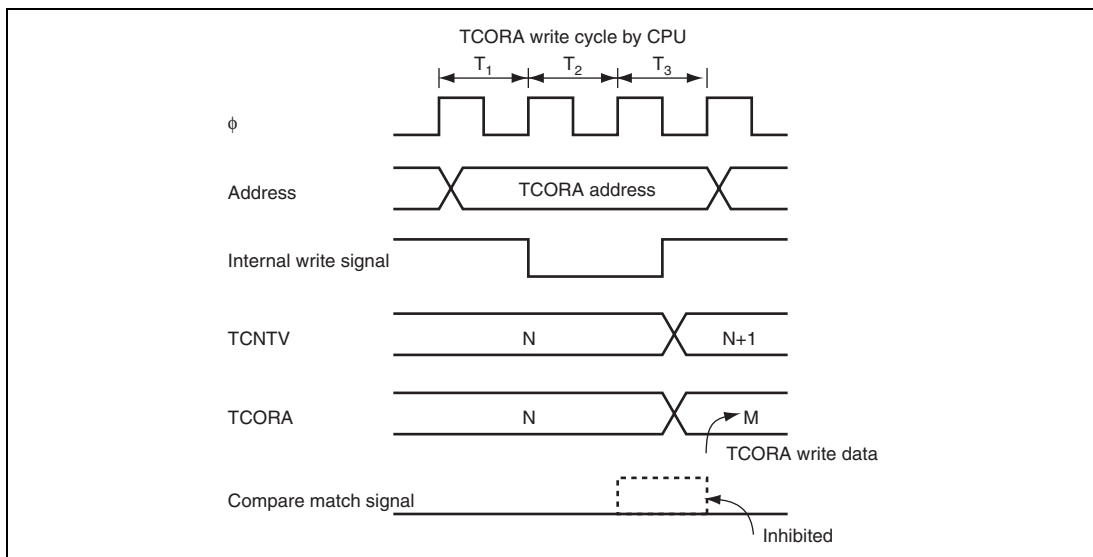 TCORA write cycle by CPU
T1 T2 T3
ϕ
Address
TCORA address
Internal write signal
TCNTV
N
N+1
TCORA
N
M
TCORA write data
Compare match signal
Inhibited